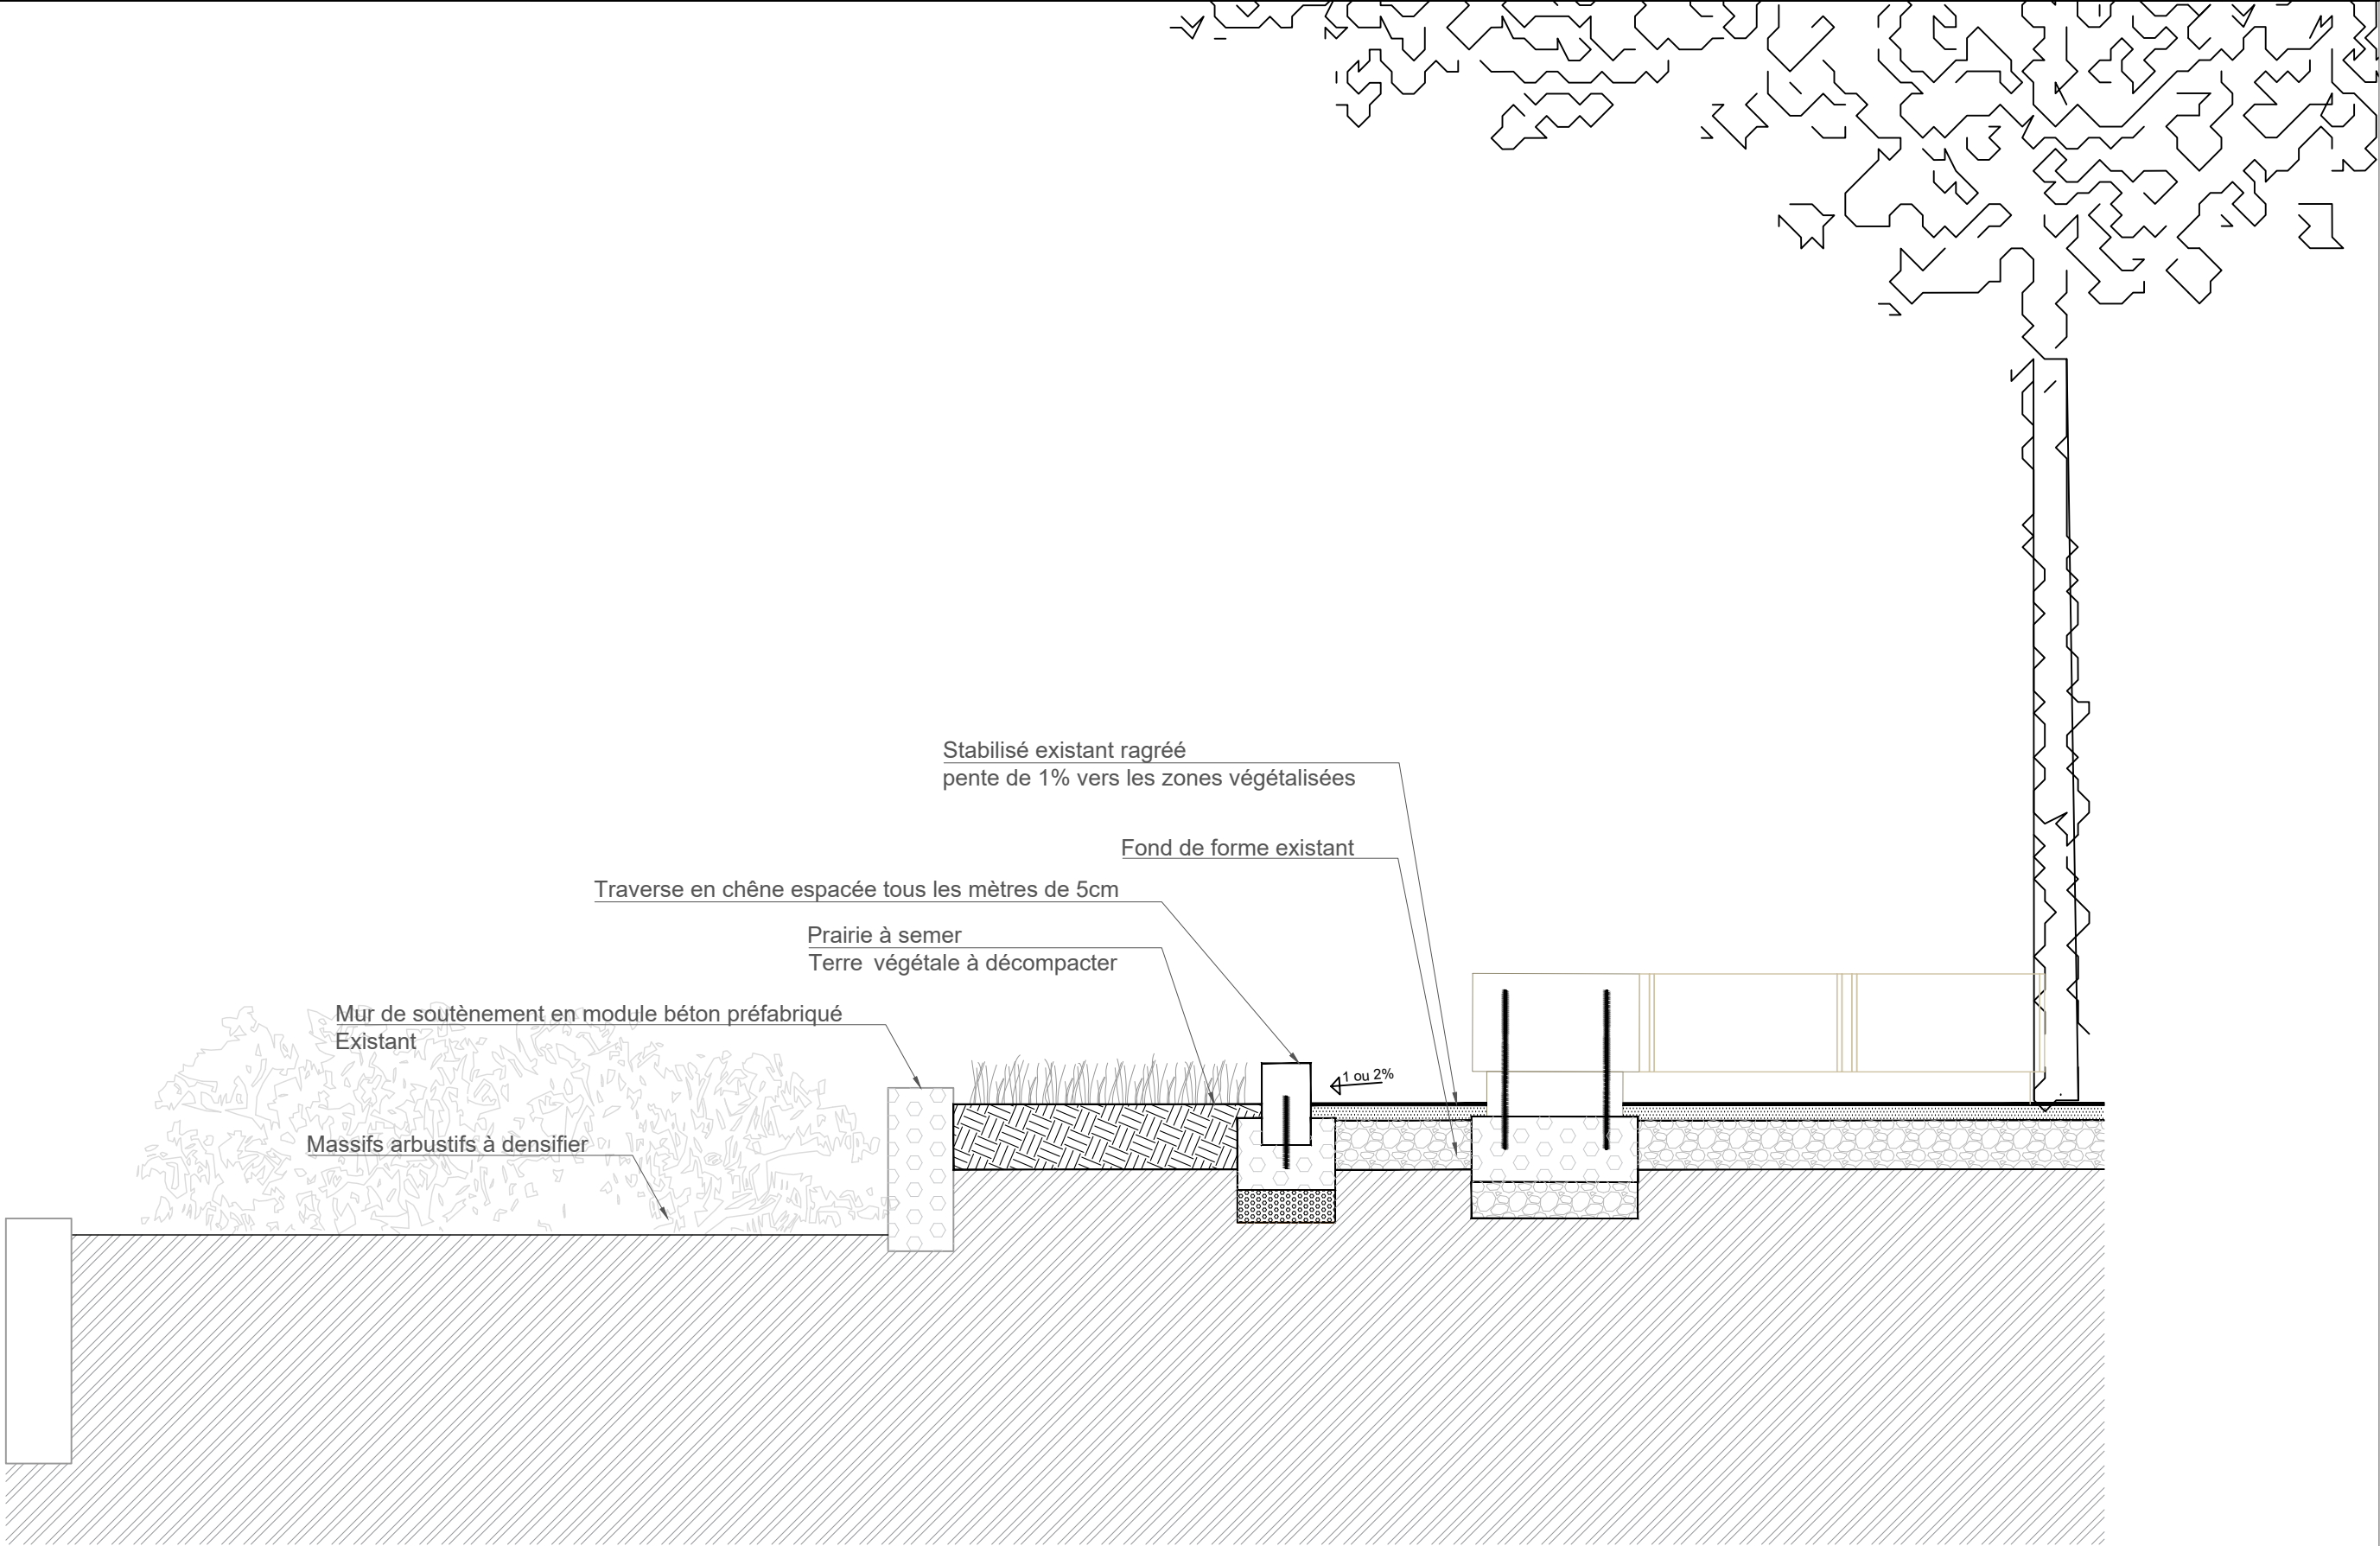 Stabilisé existant ragréé
pente de 1% vers les zones végétalisées
Fond de forme existant
Traverse en chêne espacée tous les mètres de 5cm
Prairie à semer
Terre végétale à décompacter
Mur de soutènement en module béton préfabriqué
Existant
1 ou 2%
Massifs arbustifs à densifier